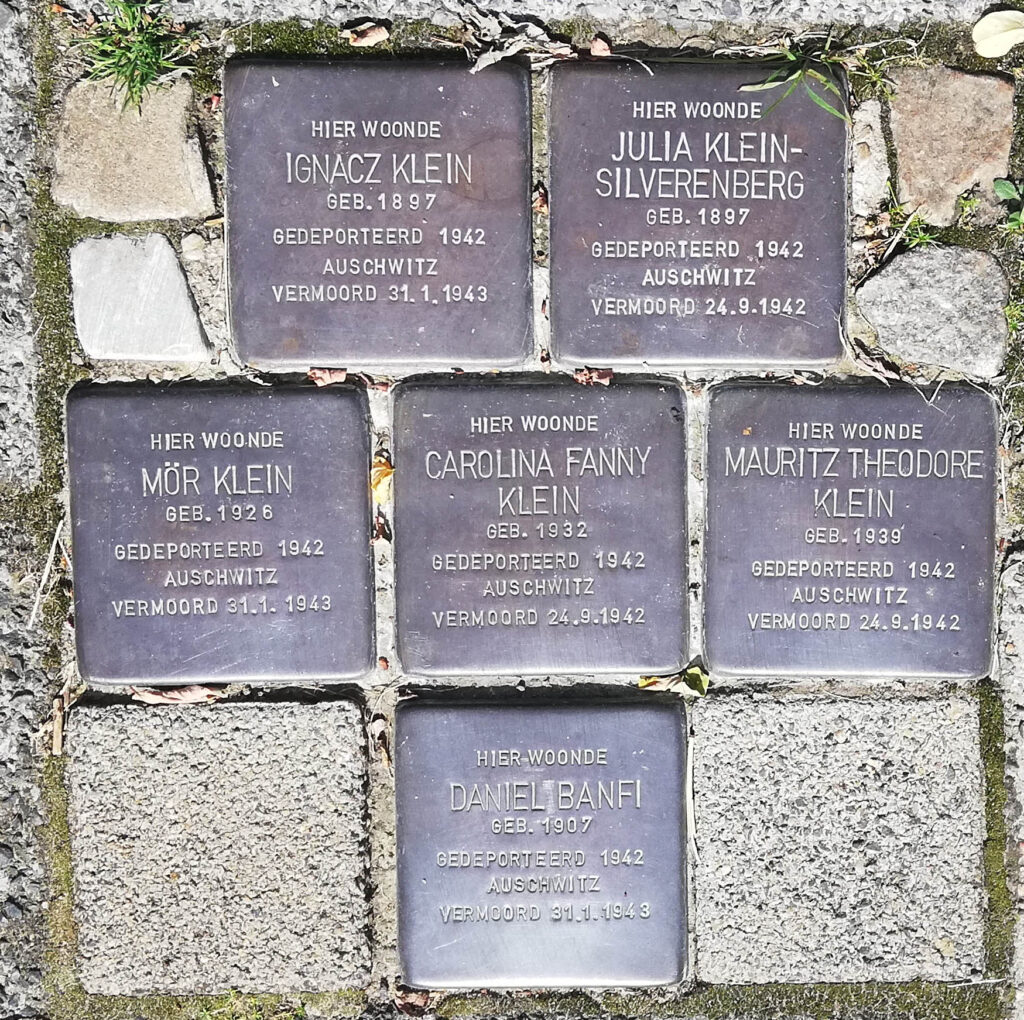 HIER WOONDE
IGNACZ KLEIN
GEB. 1897
GEDEPORTEERD 1942
AUSCHWITZ
VERMOORD 31.1.1943
HIER WOONDE
JULIA KLEIN-
SILVERENBERG
GEB. 1897
GEDEPORTEERD 1942
AUSCHWITZ
VERMOORD 24.9.1942
HIER WOONDE
MÖR KLEIN
GEB. 1926
GEDEPORTEERD 1942
AUSCHWITZ
VERMOORD 31.1.1943
HIER WOONDE
CAROLINA FANNY
KLEIN
GEB. 1932
GEDEPORTEERD 1942
AUSCHWITZ
VERMOORD 24.9.1942
HIER WOONDE
MAURITZ THEODORE
KLEIN
GEB. 1939
GEDEPORTEERD 1942
AUSCHWITZ
VERMOORD 24.9.1942
HIER WOONDE
DANIEL BANFI
GEB. 1907
GEDEPORTEERD 1942
AUSCHWITZ
VERMOORD 31.1.1943